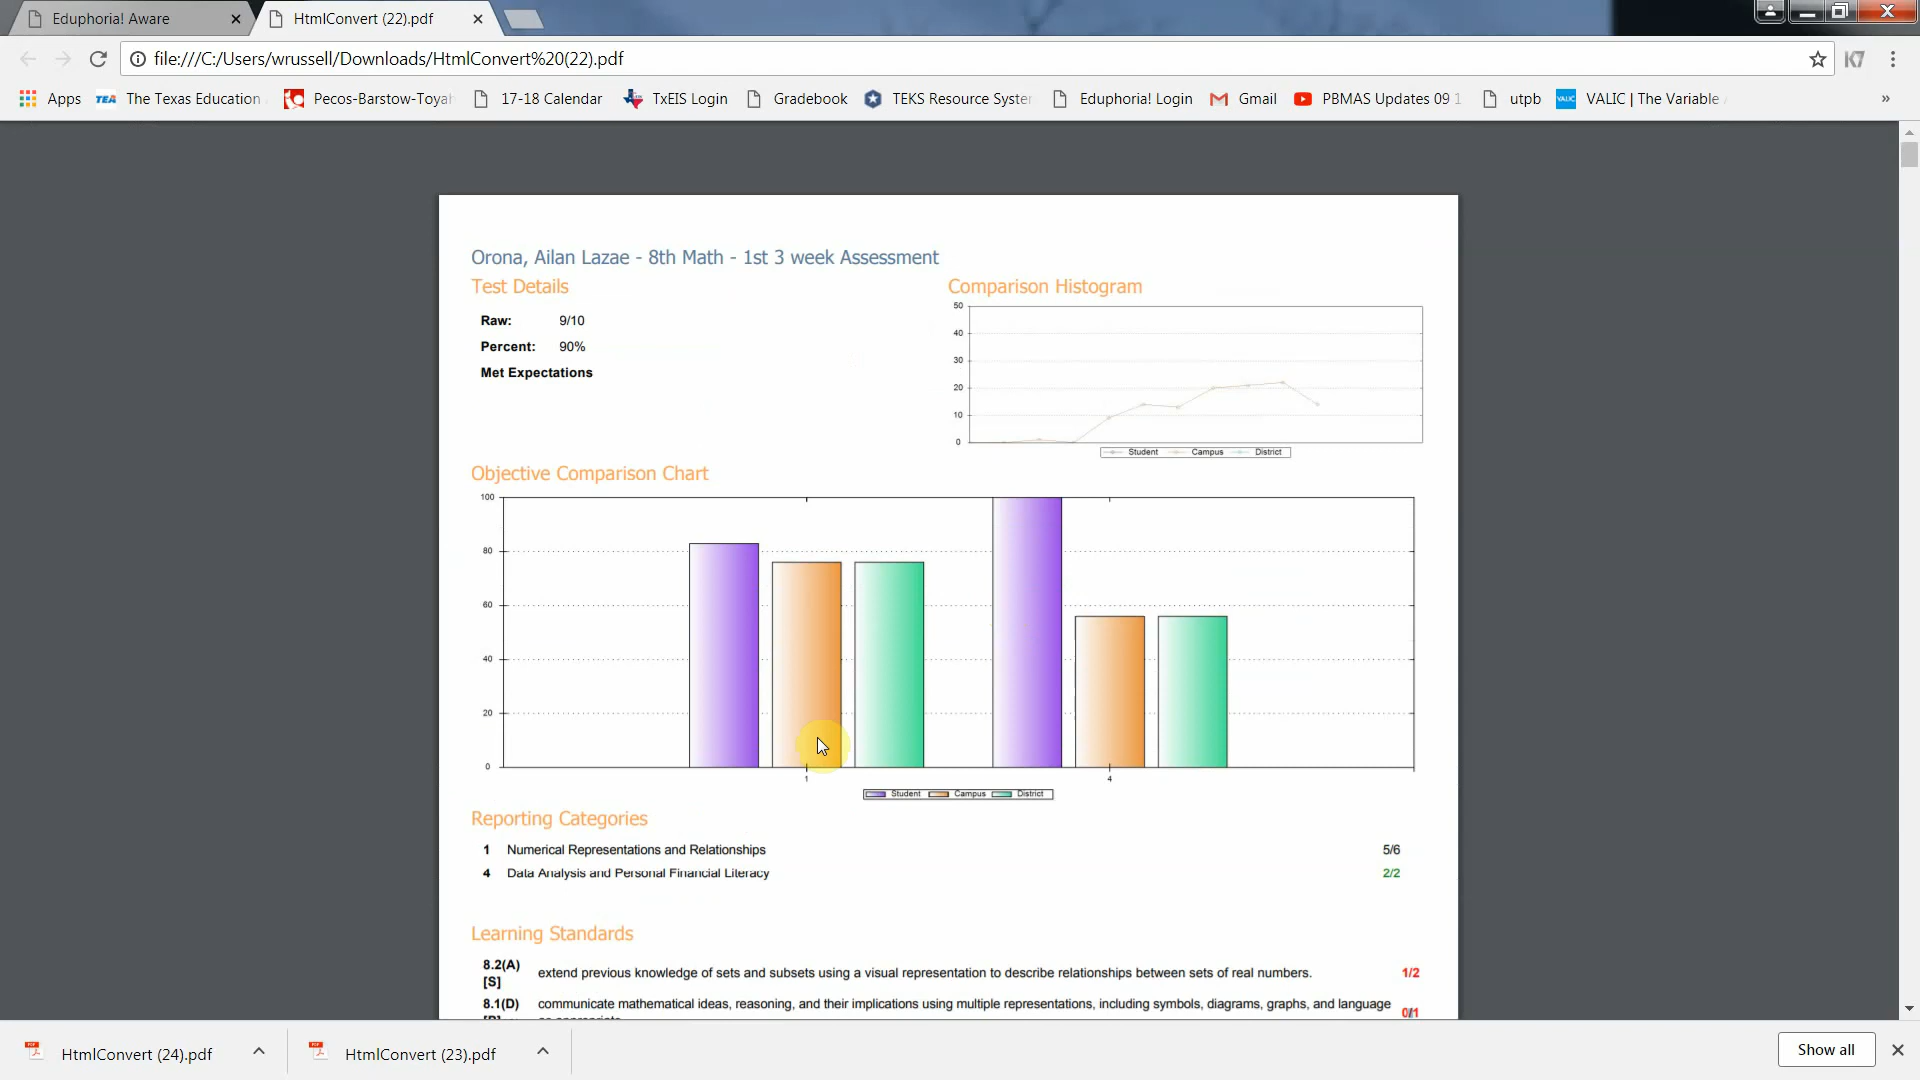 Eduphoria! Aware
HtmlConvert (22).pdf
file:///C:/Users/wrussell/Downloads/HtmlConvert%20(22).pdf
Apps
TEA The Texas Education
Pecos-Barstow-Toyah
17-18 Calendar
TxEIS Login
Gradebook
TEKS Resource System
Eduphoria! Login
Gmail
PBMAS Updates 09 1
utpb
VALIC VALIC | The Variable
»
Orona, Ailan Lazae - 8th Math - 1st 3 week Assessment
Test Details
Raw: 9/10
Percent: 90%
Met Expectations
Comparison Histogram
50
40
30
20
10
0
Student Campus District
Objective Comparison Chart
100
80
60
40
20
0
1 4
Student Campus District
Reporting Categories
1 Numerical Representations and Relationships 5/6
4 Data Analysis and Personal Financial Literacy 2/2
Learning Standards
8.2(A) [S] extend previous knowledge of sets and subsets using a visual representation to describe relationships between sets of real numbers. 1/2
8.1(D) communicate mathematical ideas, reasoning, and their implications using multiple representations, including symbols, diagrams, graphs, and language 0/1
HtmlConvert (24).pdf
HtmlConvert (23).pdf
Show all